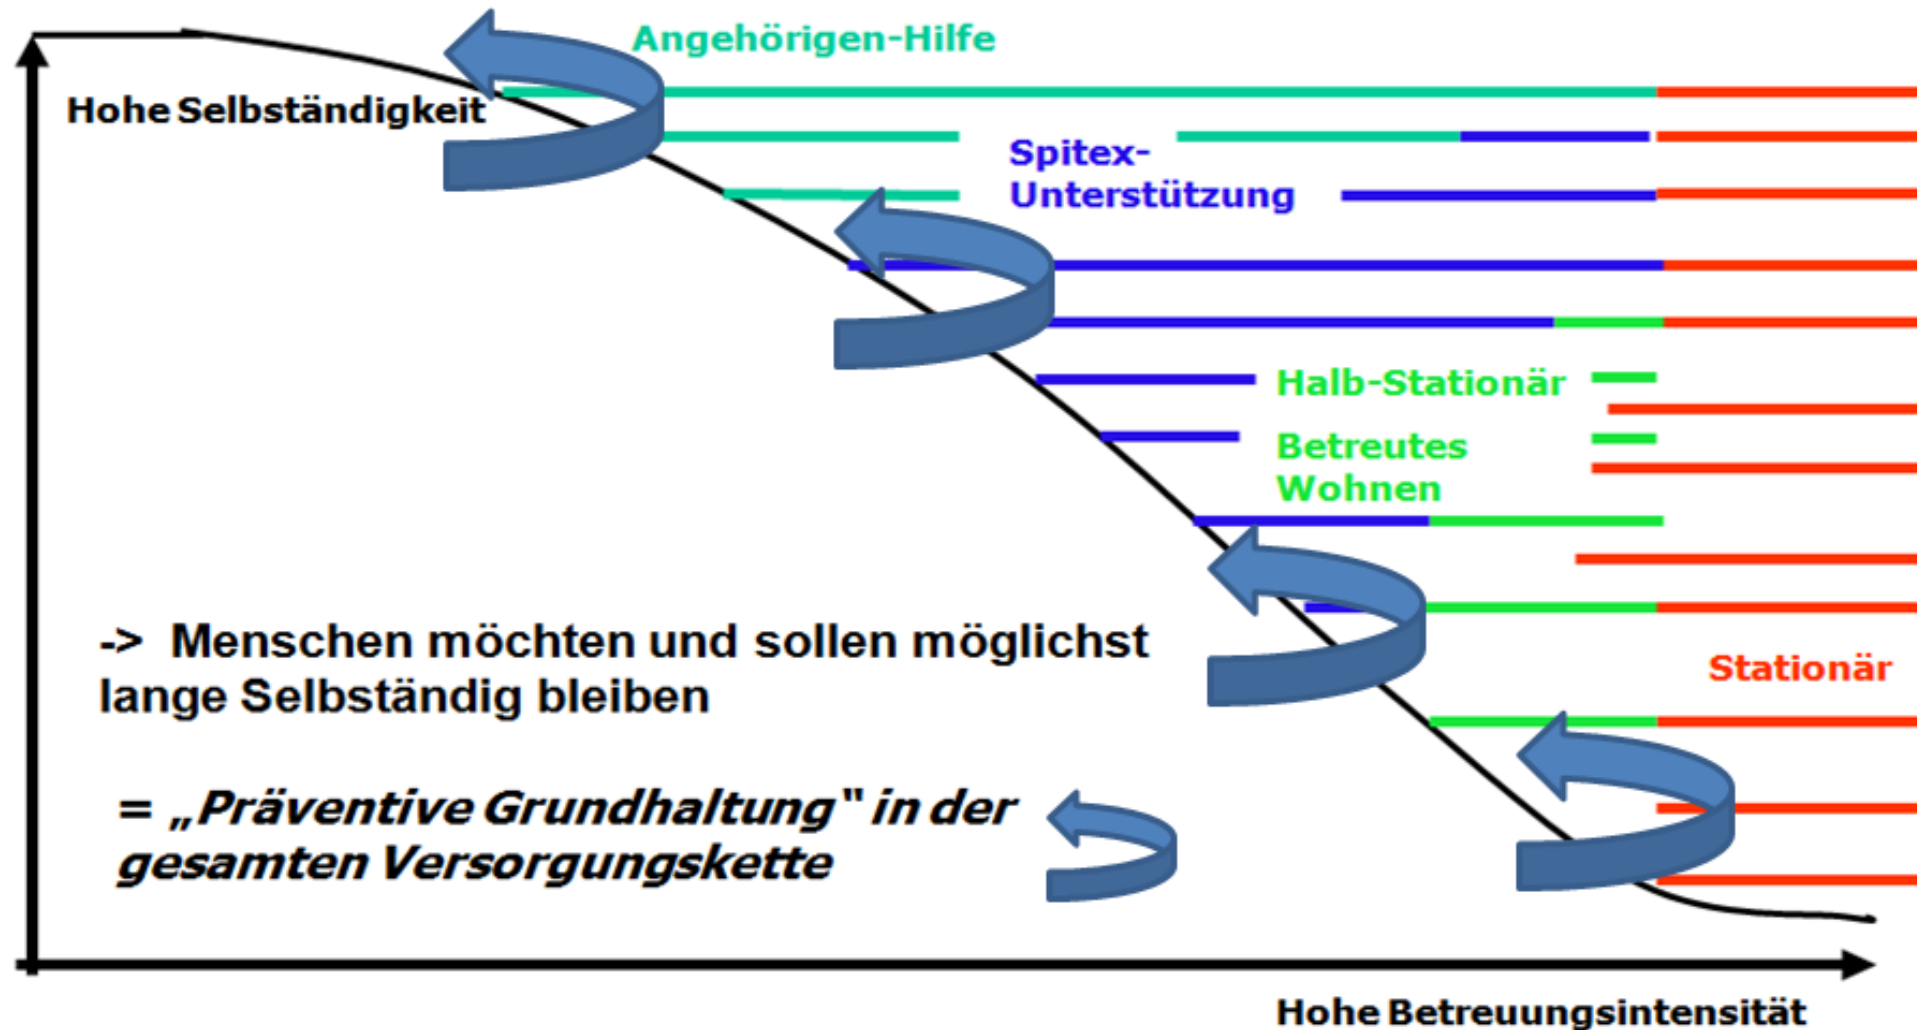 Angehörigen-Hilfe
Hohe Selbständigkeit
Spitex-
Unterstützung
Halb-Stationär
Betreutes
Wohnen
-> Menschen möchten und sollen möglichst
lange Selbständig bleiben
Stationär
= „Präventive Grundhaltung" in der
gesamten Versorgungskette
Hohe Betreuungsintensität